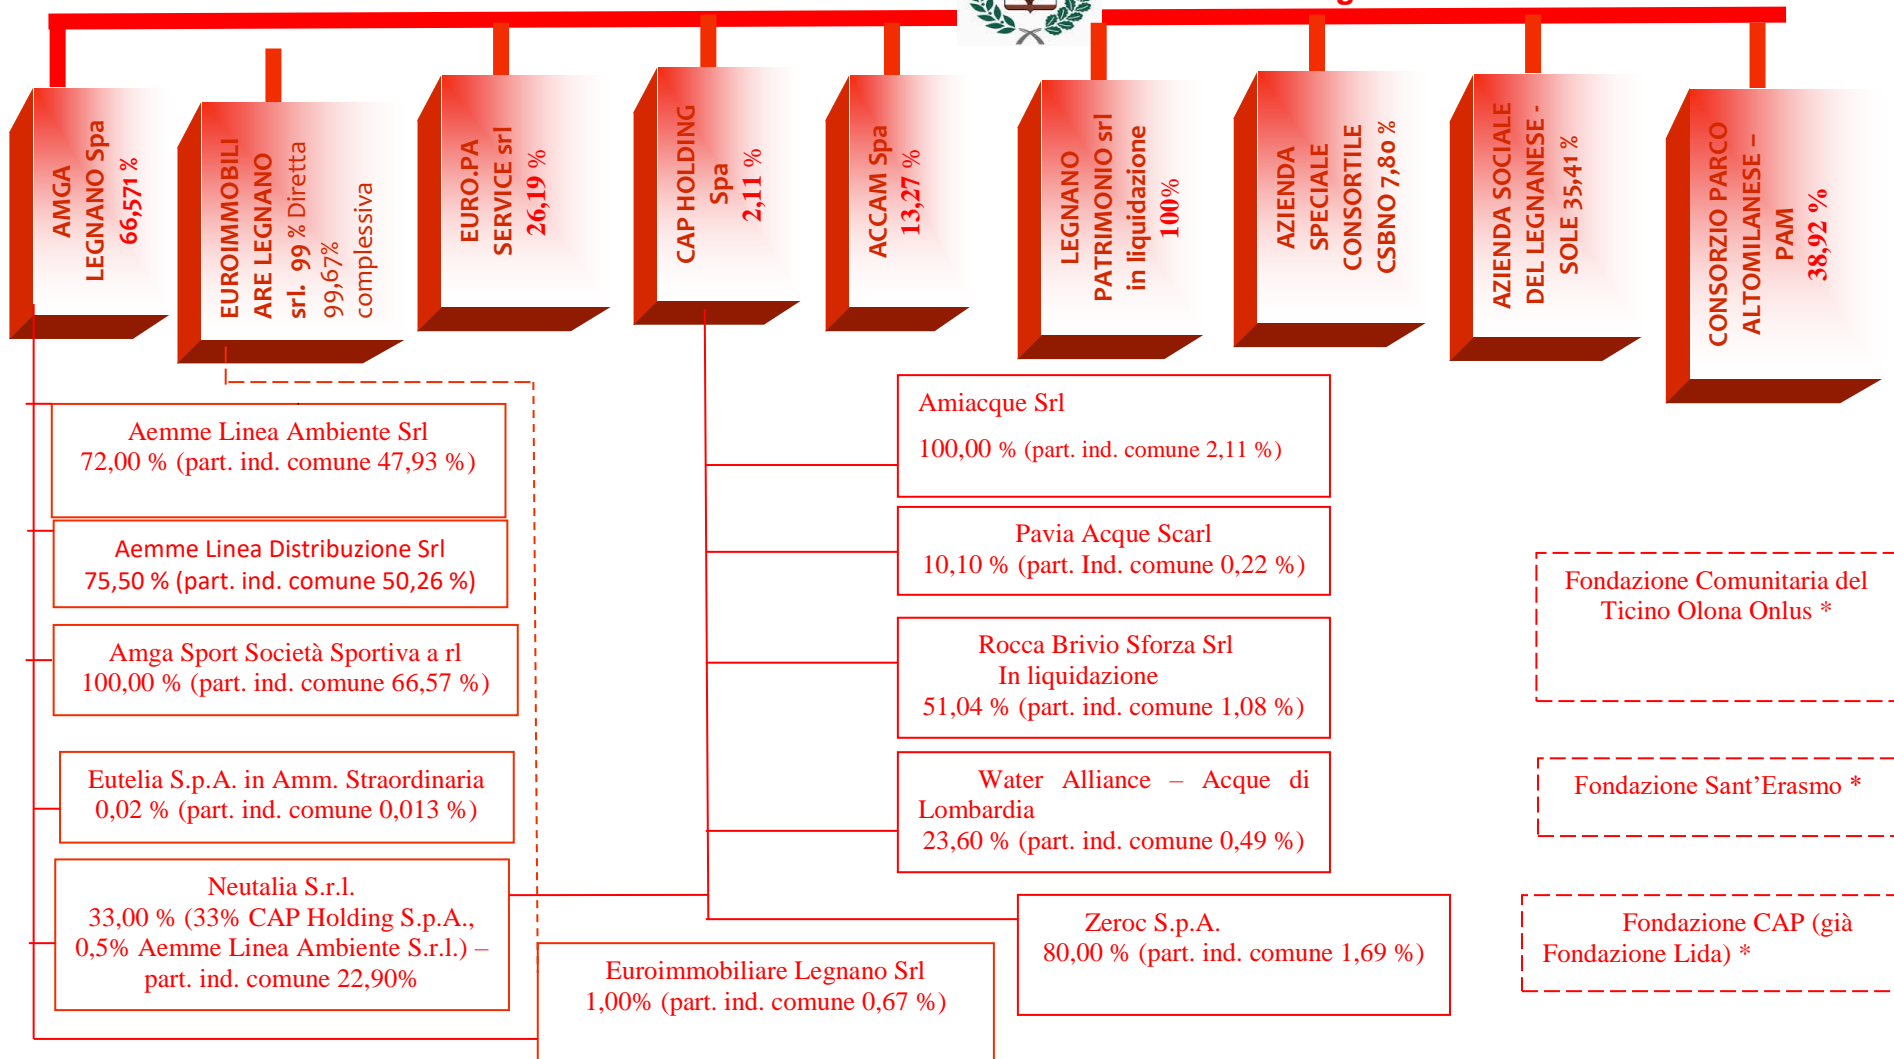 AMGA
LEGNANO Spa
66,571 %
EUROIMMOBILI
ARE LEGNANO
srl. 99 % Diretta
99,67%
complessiva
EURO.PA
SERVICE srl
26,19 %
CAP HOLDING
Spa
2,11 %
ACCAM Spa
13,27 %
LEGNANO
PATRIMONIO srl
in liquidazione
100%
AZIENDA
SPECIALE
CONSORTILE
CSBNO 7,80 %
AZIENDA SOCIALE
DEL LEGNANESE -
SOLE 35,41 %
CONSORZIO PARCO
ALTOMILANESE –
PAM
38,92 %
Aemme Linea Ambiente Srl
72,00 % (part. ind. comune 47,93 %)
Aemme Linea Distribuzione Srl
75,50 % (part. ind. comune 50,26 %)
Amga Sport Società Sportiva a rl
100,00 % (part. ind. comune 66,57 %)
Eutelia S.p.A. in Amm. Straordinaria
0,02 % (part. ind. comune 0,013 %)
Neutalia S.r.l.
33,00 % (33% CAP Holding S.p.A.,
0,5% Aemme Linea Ambiente S.r.l.) –
part. ind. comune 22,90%
Euroimmobiliare Legnano Srl
1,00% (part. ind. comune 0,67 %)
Amiacque Srl
100,00 % (part. ind. comune 2,11 %)
Pavia Acque Scarl
10,10 % (part. Ind. comune 0,22 %)
Rocca Brivio Sforza Srl
In liquidazione
51,04 % (part. ind. comune 1,08 %)
Water Alliance – Acque di
Lombardia
23,60 % (part. ind. comune 0,49 %)
Zeroc S.p.A.
80,00 % (part. ind. comune 1,69 %)
Fondazione Comunitaria del
Ticino Olona Onlus *
Fondazione Sant'Erasmo *
Fondazione CAP (già
Fondazione Lida) *